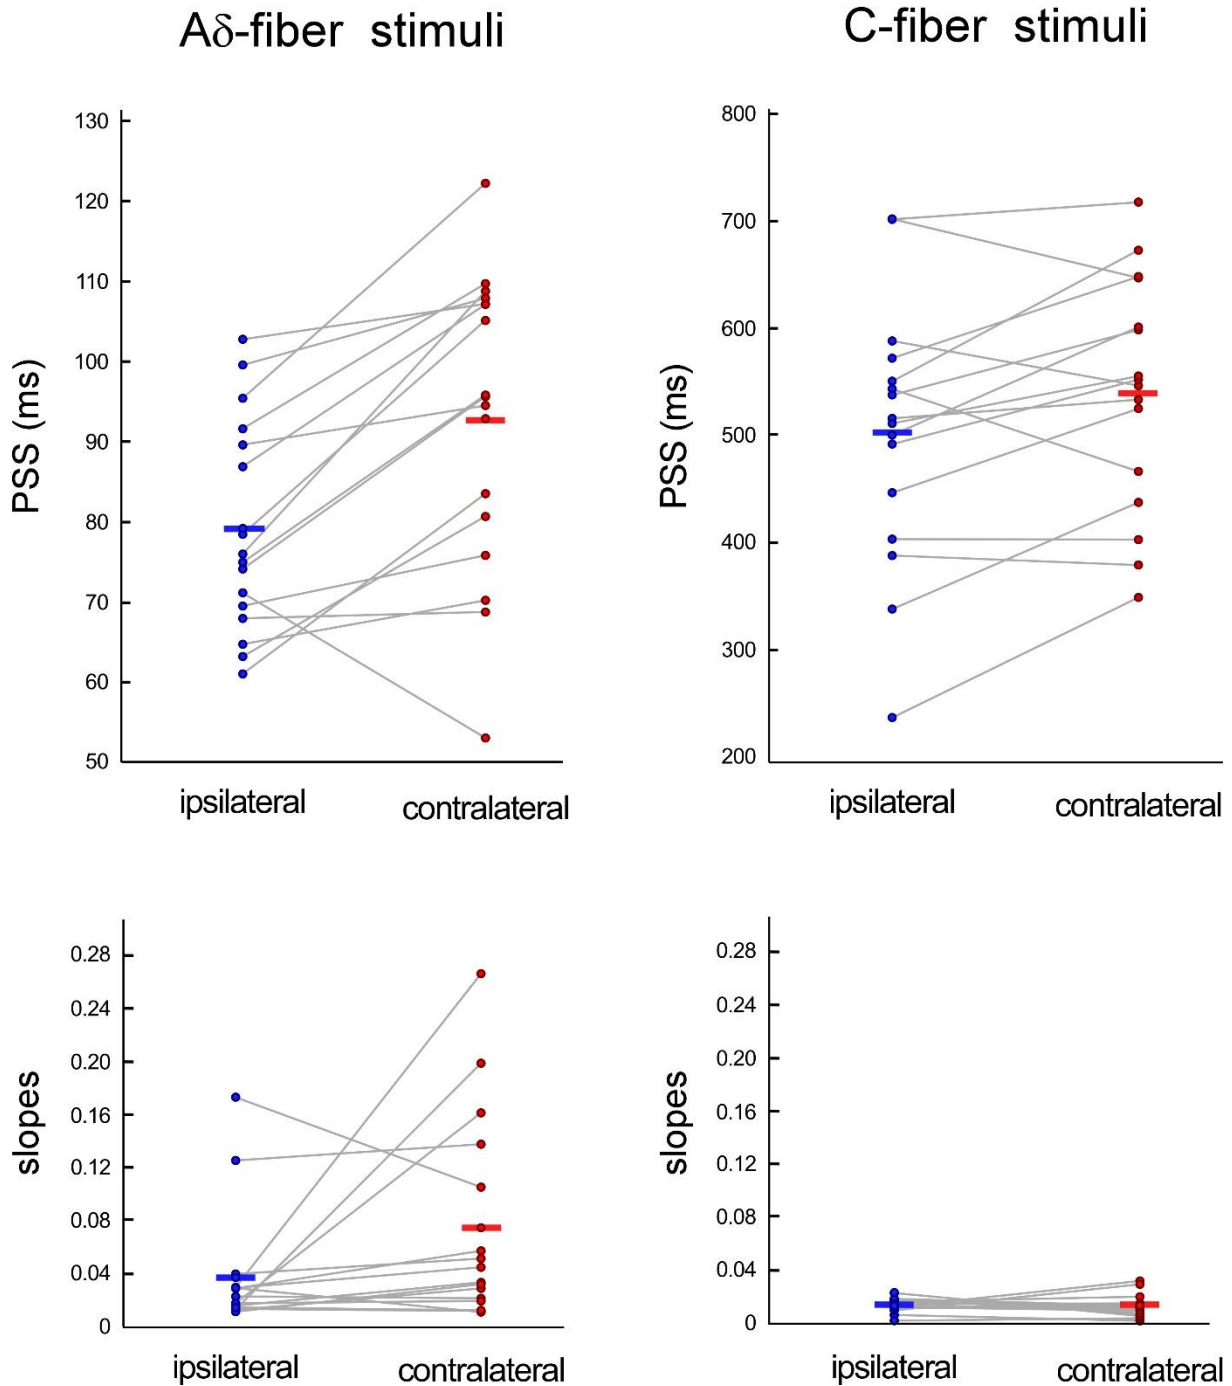 Aδ-fiber stimuli
C-fiber stimuli
PSS (ms)
130
120
110
100
90
80
70
60
50
ipsilateral
contralateral
PSS (ms)
800
700
600
500
400
300
200
ipsilateral
contralateral
slopes
0.28
0.24
0.20
0.16
0.12
0.08
0.04
0
ipsilateral
contralateral
slopes
0.28
0.24
0.20
0.16
0.12
0.08
0.04
0
ipsilateral
contralateral